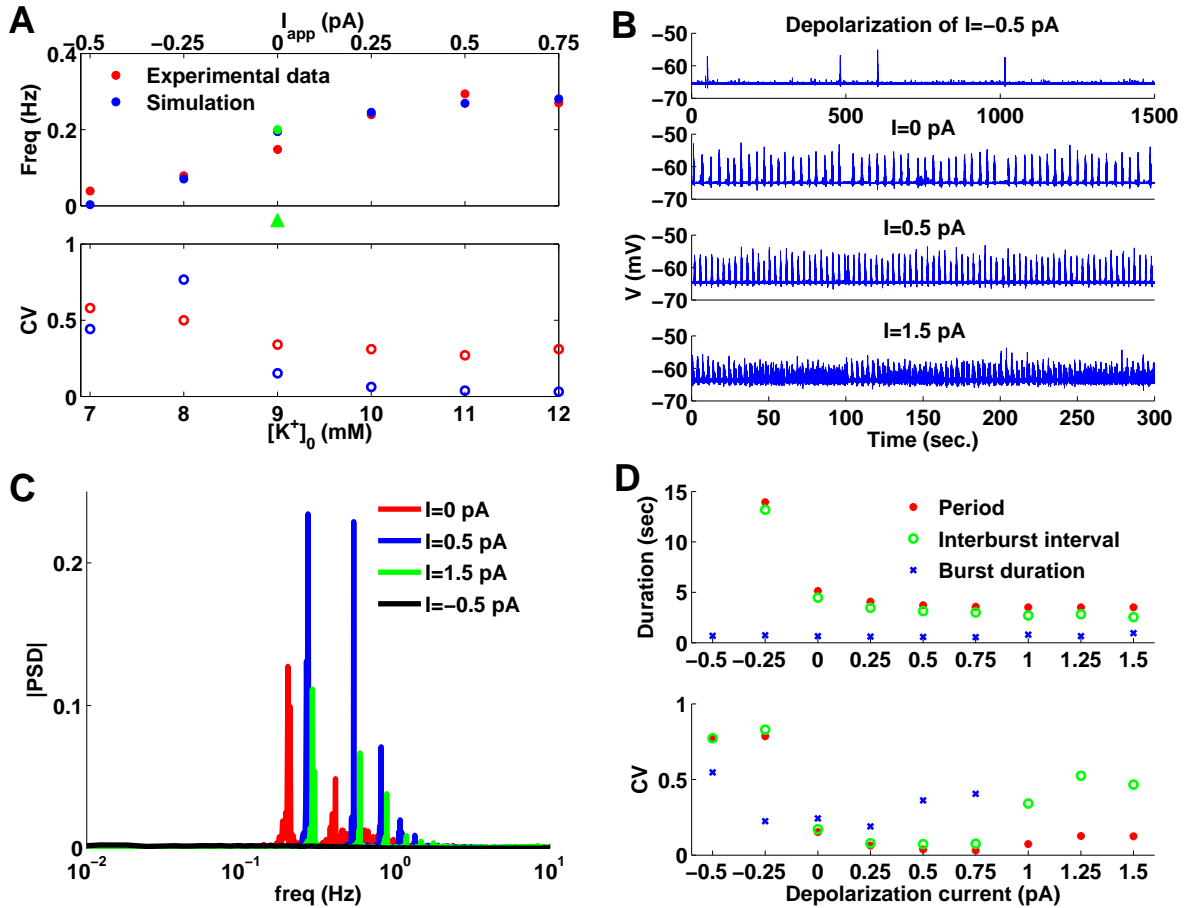 A
I_app (pA)
−0.5 −0.25 0 0.25 0.5 0.75
Freq (Hz)
0.4
0.2
0
Experimental data
Simulation
CV
1
0.5
0
7 8 9 10 11 12
[K⁺]₀ (mM)
B
Depolarization of I=−0.5 pA
−50
−60
−70
0 500 1000 1500
I=0 pA
−50
−60
−70
I=0.5 pA
−50
−60
−70
V (mV)
I=1.5 pA
−50
−60
−70
0 50 100 150 200 250 300
Time (sec.)
C
|PSD|
0.2
0.1
0
I=0 pA
I=0.5 pA
I=1.5 pA
I=−0.5 pA
10⁻² 10⁻¹ 10⁰ 10¹
freq (Hz)
D
Duration (sec)
15
10
5
0
Period
Interburst interval
Burst duration
−0.5 −0.25 0 0.25 0.5 0.75 1 1.25 1.5
CV
1
0.5
0
−0.5 −0.25 0 0.25 0.5 0.75 1 1.25 1.5
Depolarization current (pA)